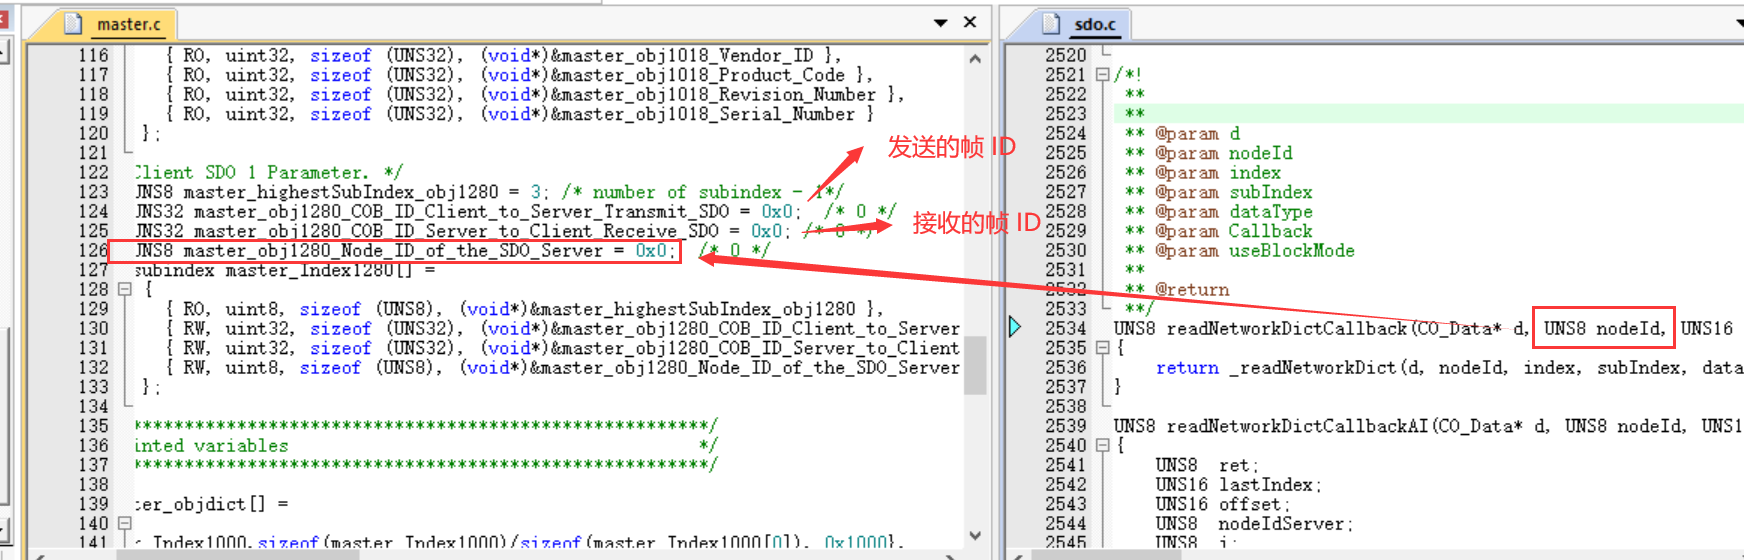 master.c
116 { RO, uint32, sizeof (UNS32), (void*)&master_obj1018_Vendor_ID },
117 { RO, uint32, sizeof (UNS32), (void*)&master_obj1018_Product_Code },
118 { RO, uint32, sizeof (UNS32), (void*)&master_obj1018_Revision_Number },
119 { RO, uint32, sizeof (UNS32), (void*)&master_obj1018_Serial_Number }
120 };
121
122 Client SDO 1 Parameter. */
123 UNS8 master_highestSubIndex_obj1280 = 3; /* number of subindex - 1*/
124 UNS32 master_obj1280_COB_ID_Client_to_Server_Transmit_SDO = 0x0; /* 0 */
125 UNS32 master_obj1280_COB_ID_Server_to_Client_Receive_SDO = 0x0; /* 0 */
126 UNS8 master_obj1280_Node_ID_of_the_SDO_Server = 0x0; /* 0 */
127 subindex master_Index1280[] =
128 {
129 { RO, uint8, sizeof (UNS8), (void*)&master_highestSubIndex_obj1280 },
130 { RW, uint32, sizeof (UNS32), (void*)&master_obj1280_COB_ID_Client_to_Server
131 { RW, uint32, sizeof (UNS32), (void*)&master_obj1280_COB_ID_Server_to_Client
132 { RW, uint8, sizeof (UNS8), (void*)&master_obj1280_Node_ID_of_the_SDO_Server
133 };
134
135 ******************************************************/
136 inted variables */
137 ******************************************************/
138
139 ter_objdict[] =
140
141 r_Index1000,sizeof(master_Index1000)/sizeof(master_Index1000[0]), 0x1000},
发送的帧 ID
接收的帧 ID
sdo.c
2520
2521 /*!
2522 **
2523 **
2524 ** @param d
2525 ** @param nodeId
2526 ** @param index
2527 ** @param subIndex
2528 ** @param dataType
2529 ** @param Callback
2530 ** @param useBlockMode
2531 **
2532 ** @return
2533 **/
2534 UNS8 readNetworkDictCallback(CO_Data* d, UNS8 nodeId, UNS16
2535 {
2536 return _readNetworkDict(d, nodeId, index, subIndex, data
2537 }
2538
2539 UNS8 readNetworkDictCallbackAI(CO_Data* d, UNS8 nodeId, UNS1
2540 {
2541 UNS8 ret;
2542 UNS16 lastIndex;
2543 UNS16 offset;
2544 UNS8 nodeIdServer;
2545 UNS8 i;